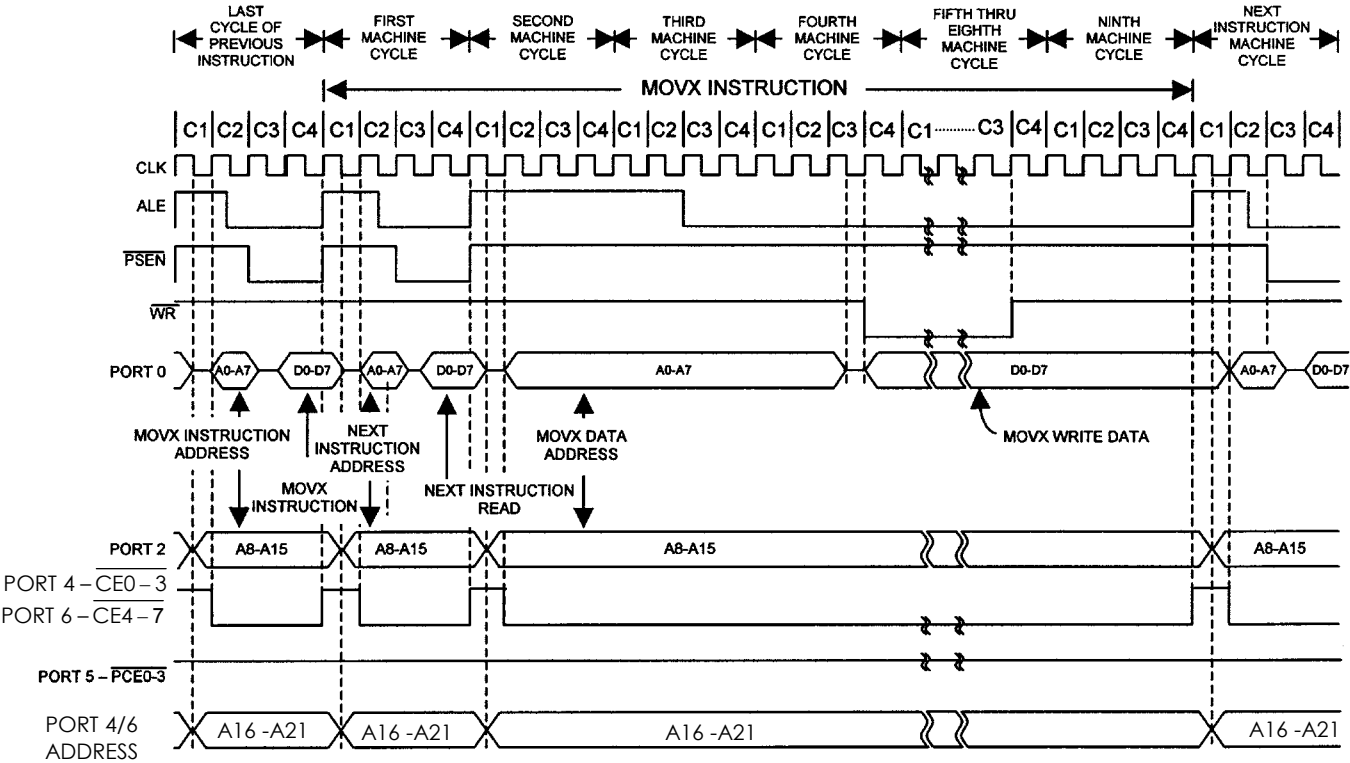 LAST
CYCLE OF
PREVIOUS
INSTRUCTION
FIRST
MACHINE
CYCLE
SECOND
MACHINE
CYCLE
THIRD
MACHINE
CYCLE
FOURTH
MACHINE
CYCLE
FIFTH THRU
EIGHTH
MACHINE
CYCLE
NINTH
MACHINE
CYCLE
NEXT
INSTRUCTION
MACHINE
CYCLE
MOVX INSTRUCTION
C1 C2 C3 C4 C1 C2 C3 C4 C1 C2 C3 C4 C1 C2 C3 C4 C1 C2 C3 C4 C1 ......... C3 C4 C1 C2 C3 C4 C1 C2 C3 C4
CLK
ALE
PSEN
WR
PORT 0 A0-A7 D0-D7 A0-A7 D0-D7 A0-A7 D0-D7 A0-A7 D0-D7
MOVX INSTRUCTION
ADDRESS
NEXT
INSTRUCTION
ADDRESS
MOVX DATA
ADDRESS
MOVX WRITE DATA
MOVX
INSTRUCTION
NEXT INSTRUCTION
READ
PORT 2 A8-A15 A8-A15 A8-A15 A8-A15
PORT 4 – CE0 – 3
PORT 6 – CE4 – 7
PORT 5 – PCE0-3
PORT 4/6
ADDRESS
A16 -A21 A16 -A21 A16 -A21 A16 -A21